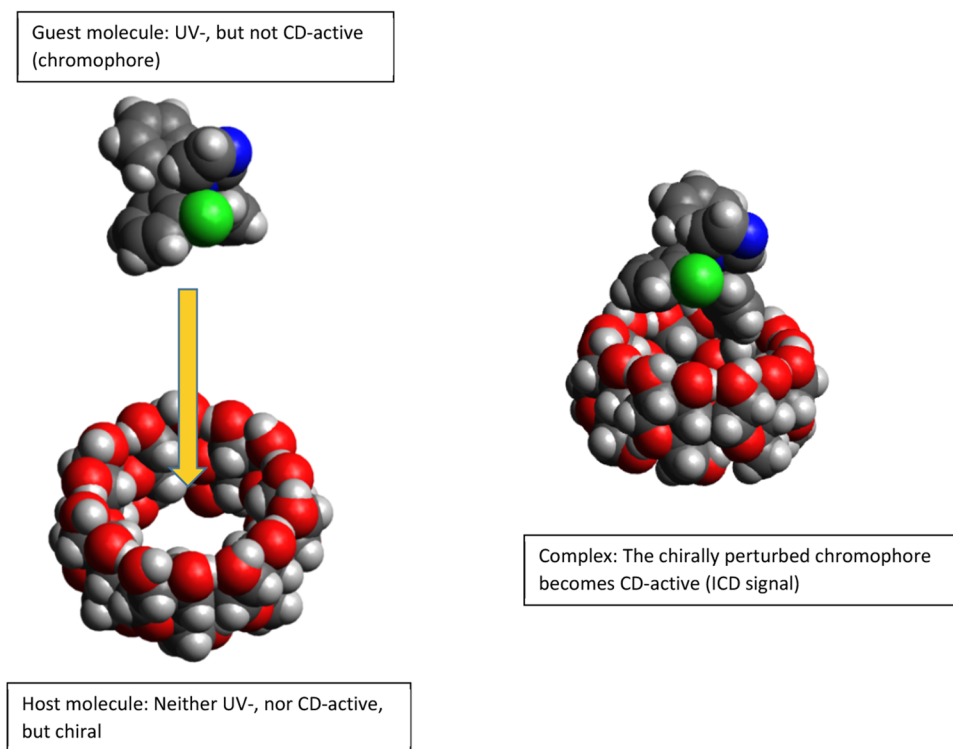 Guest molecule: UV-, but not CD-active
(chromophore)
Complex: The chirally perturbed chromophore
becomes CD-active (ICD signal)
Host molecule: Neither UV-, nor CD-active,
but chiral